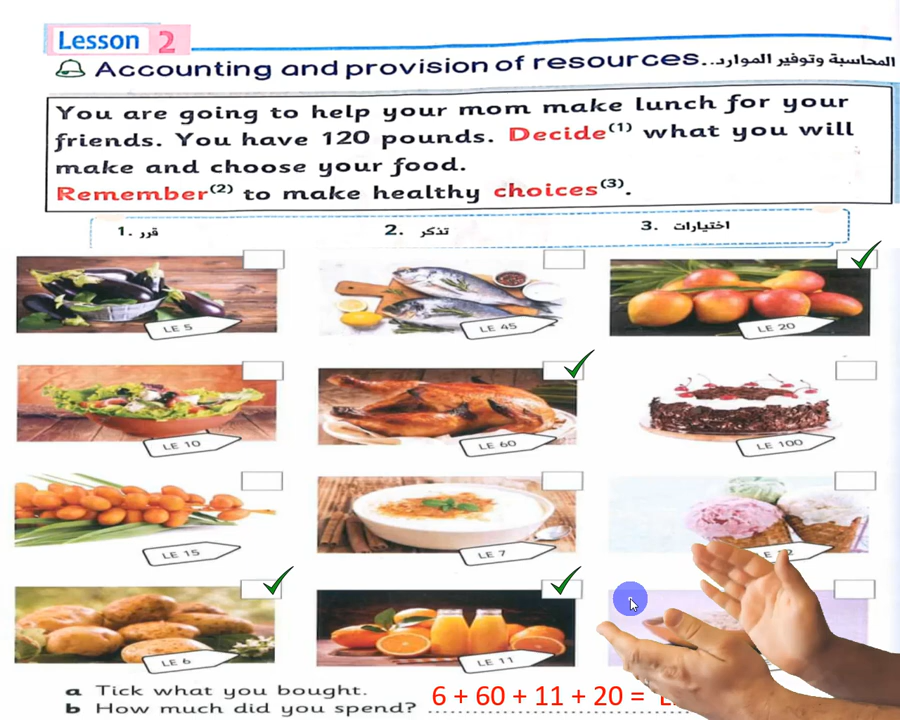 Lesson 2
Accounting and provision of resources.. المحاسبة وتوفير الموارد..
You are going to help your mom make lunch for your
friends. You have 120 pounds. Decide(1) what you will
make and choose your food.
Remember(2) to make healthy choices(3).
1. قرر 2. تذكر 3. اختيارات
LE 5 LE 45 LE 20
LE 10 LE 60 LE 100
LE 15 LE 7
LE 6 LE 11
a Tick what you bought.
b How much did you spend? 6 + 60 + 11 + 20 =